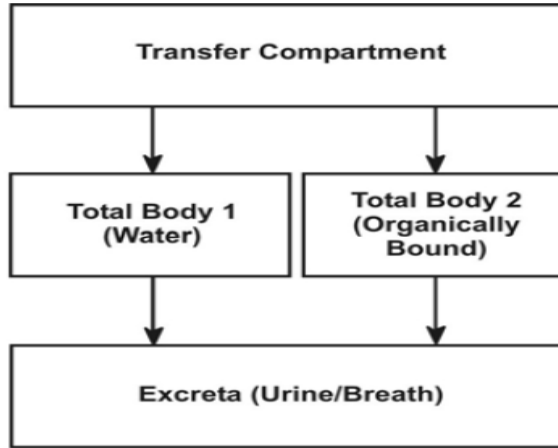 Transfer Compartment
Total Body 1
(Water)
Total Body 2
(Organically
Bound)
Excreta (Urine/Breath)